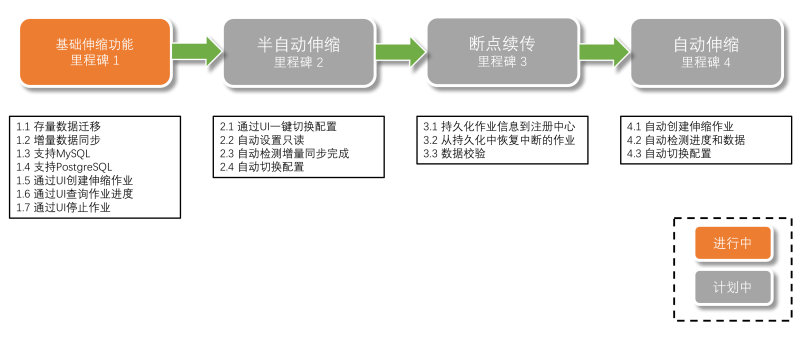 基础伸缩功能
里程碑 1
半自动伸缩
里程碑 2
断点续传
里程碑 3
自动伸缩
里程碑 4
1.1 存量数据迁移
1.2 增量数据同步
1.3 支持MySQL
1.4 支持PostgreSQL
1.5 通过UI创建伸缩作业
1.6 通过UI查询作业进度
1.7 通过UI停止作业
2.1 通过UI一键切换配置
2.2 自动设置只读
2.3 自动检测增量同步完成
2.4 自动切换配置
3.1 持久化作业信息到注册中心
3.2 从持久化中恢复中断的作业
3.3 数据校验
4.1 自动创建伸缩作业
4.2 自动检测进度和数据
4.3 自动切换配置
进行中
计划中